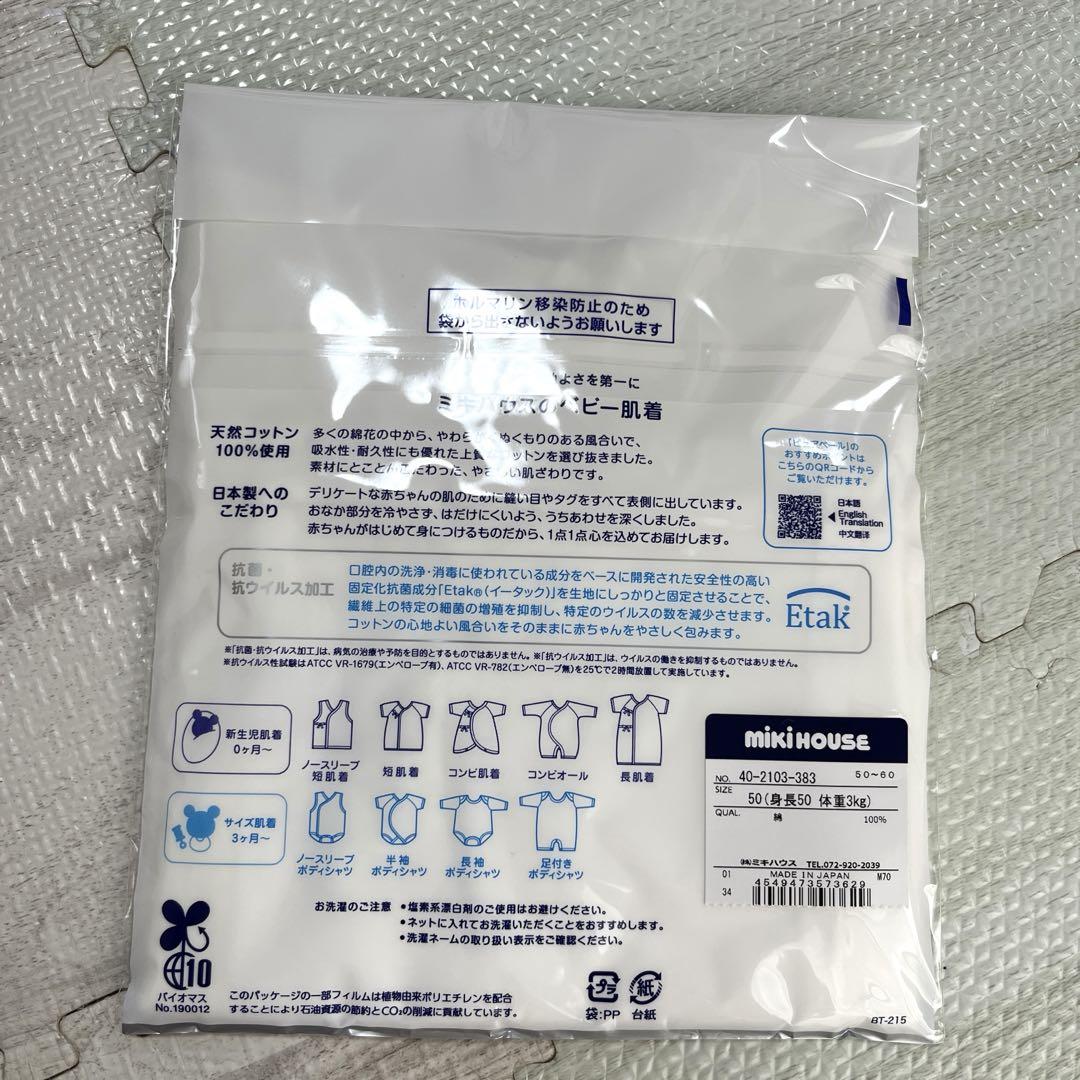 ホルマリン移染防止のため
袋から出さないようお願いします
よさを第一に
ミキハウスのベビー肌着
天然コットン
100%使用
多くの綿花の中から、やわらかくぬくもりのある風合いで、
吸水性・耐久性にも優れた上質なコットンを選び抜きました。
素材にとことんこだわった、やさしい肌ざわりです。
日本製への
こだわり
デリケートな赤ちゃんの肌のために縫い目やタグをすべて表側に出しています。
おなか部分を冷やさず、はだけにくいよう、うちあわせを深くしました。
赤ちゃんがはじめて身につけるものだから、1点1点心を込めてお届けします。
「ピュアベール」の
おすすめポイントは
こちらのQRコードから
ご覧いただけます。
日本語
English
Translation
中文翻译
抗菌・
抗ウイルス加工
口腔内の洗浄・消毒に使われている成分をベースに開発された安全性の高い
固定化抗菌成分「Etak®(イータック)」を生地にしっかりと固定させることで、
繊維上の特定の細菌の増殖を抑制し、特定のウイルスの数を減少させます。
コットンの心地よい風合いをそのままに赤ちゃんをやさしく包みます。
Etak®
※「抗菌・抗ウイルス加工」は、病気の治療や予防を目的とするものではありません。※「抗ウイルス加工」は、ウイルスの働きを抑制するものではありません。
※抗ウイルス性試験はATCC VR-1679(エンベロープ有)、ATCC VR-782(エンベロープ無)を25℃で2時間放置して実施しています。
新生児肌着
0ヶ月〜
ノースリーブ
短肌着
短肌着
コンビ肌着
コンビオール
長肌着
サイズ肌着
3ヶ月〜
ノースリーブ
ボディシャツ
半袖
ボディシャツ
長袖
ボディシャツ
足付き
ボディシャツ
miki HOUSE
NO. 40-2103-383 50～60
SIZE
50(身長50 体重3kg)
QUAL.
綿 100%
㈱ミキハウス TEL.072-920-2039
01 MADE IN JAPAN M70
4549473573629
34
お洗濯のご注意
•塩素系漂白剤のご使用はお避けください。
•ネットに入れてお洗濯いただくことをおすすめします。
•洗濯ネームの取り扱い表示をご確認ください。
10
バイオマス
No.190012
このパッケージの一部フィルムは植物由来ポリエチレンを配合
することにより石油資源の節約とCO₂の削減に貢献しています。
プラ
袋:PP
紙
台紙
BT-215